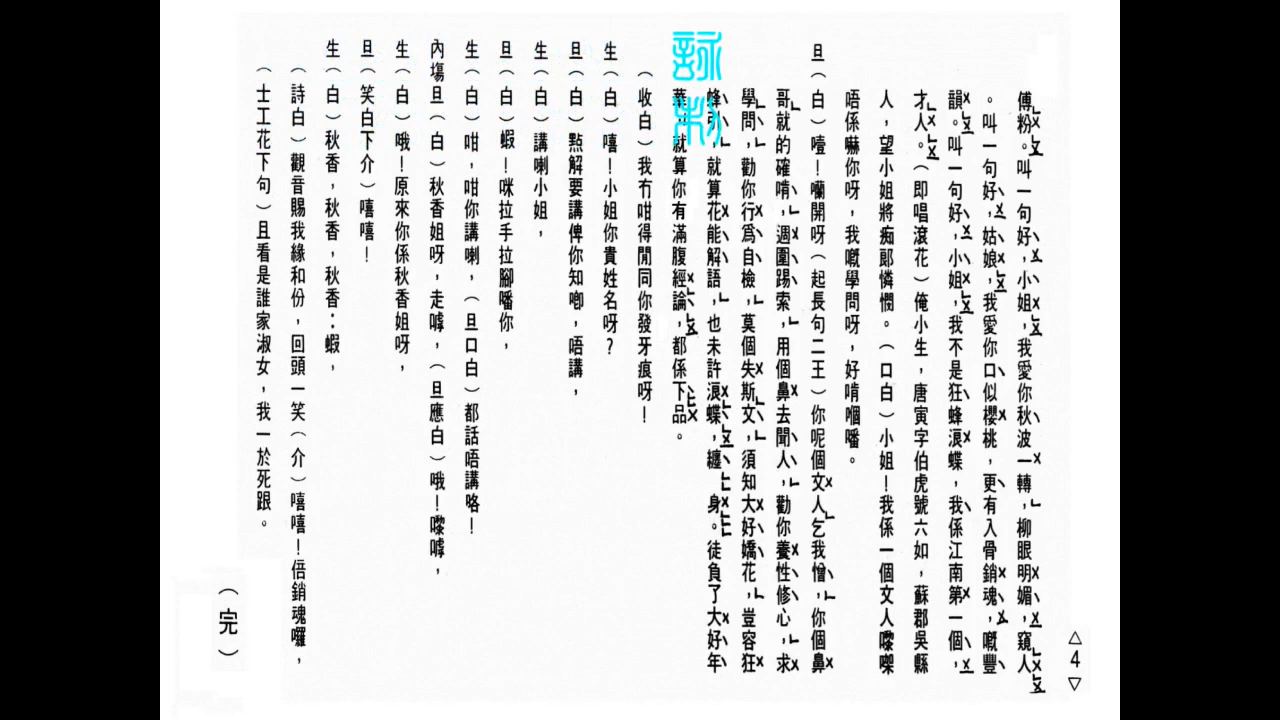 △4▽
傅粉。叫一句好,小姐,我愛你秋波一轉,柳眼明媚,窺人
。叫一句好,姑娘,我愛你口似櫻桃,更有入骨銷魂,嘅豐
韻。叫一句好,小姐,我不是狂蜂浪蝶,我係江南第一個,
才人。(即唱滾花)俺小生,唐寅字伯虎號六如,蘇郡吳縣
人,望小姐將痴郎憐憫。(口白)小姐!我係一個文人嚟㗎
唔係嚇你呀,我嘅學問呀,好啃嗰噃。
旦(白)噎!囒開呀(起長句二王)你呢個文人乞我憎,你個鼻
哥就的確啃,週圍踢索,用個鼻去聞人,勸你養性修心,求
學問,勸你行爲自檢,莫個失斯文,須知大好嬌花,豈容狂
蜂,就算花能解語,也未許浪蝶,纏身。徒負了大好年
就算你有滿腹經論,都係下品。
詠利
(收白)我冇咁得閒同你發牙痕呀!
生(白)嘻!小姐你貴姓名呀?
旦(白)㸃解要講俾你知喞,唔講,
生(白)講喇小姐,
旦(白)蝦!咪拉手拉腳噃你,
生(白)咁,咁你講喇,(旦口白)都話唔講咯!
內塲旦(白)秋香姐呀,走㖡,(旦應白)哦!嚟㖡,
生(白)哦!原來你係秋香姐呀,
旦(笑白下介)嘻嘻!
生(白)秋香,秋香,秋香:蝦,
(詩白)觀音賜我緣和份,回頭一笑(介)嘻嘻!倍銷魂囉,
(士工花下句)且看是誰家淑女,我一於死跟。
(完)